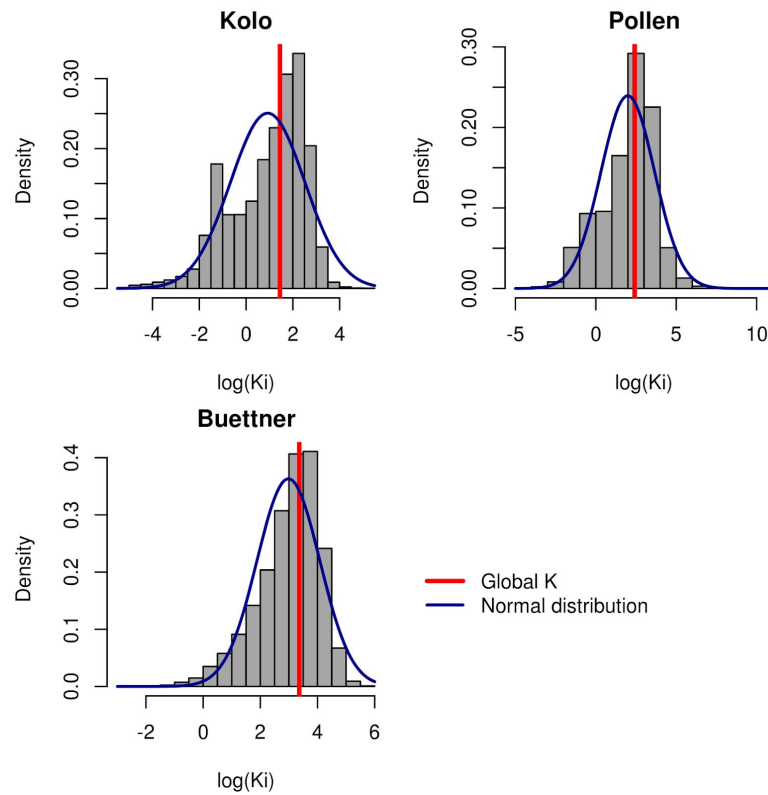 Kolo
Density
0.00 0.10 0.20 0.30
-4 -2 0 2 4
log(Ki)
Pollen
Density
0.00 0.10 0.20 0.30
-5 0 5 10
log(Ki)
Buettner
Density
0.0 0.1 0.2 0.3 0.4
-2 0 2 4 6
log(Ki)
Global K
Normal distribution